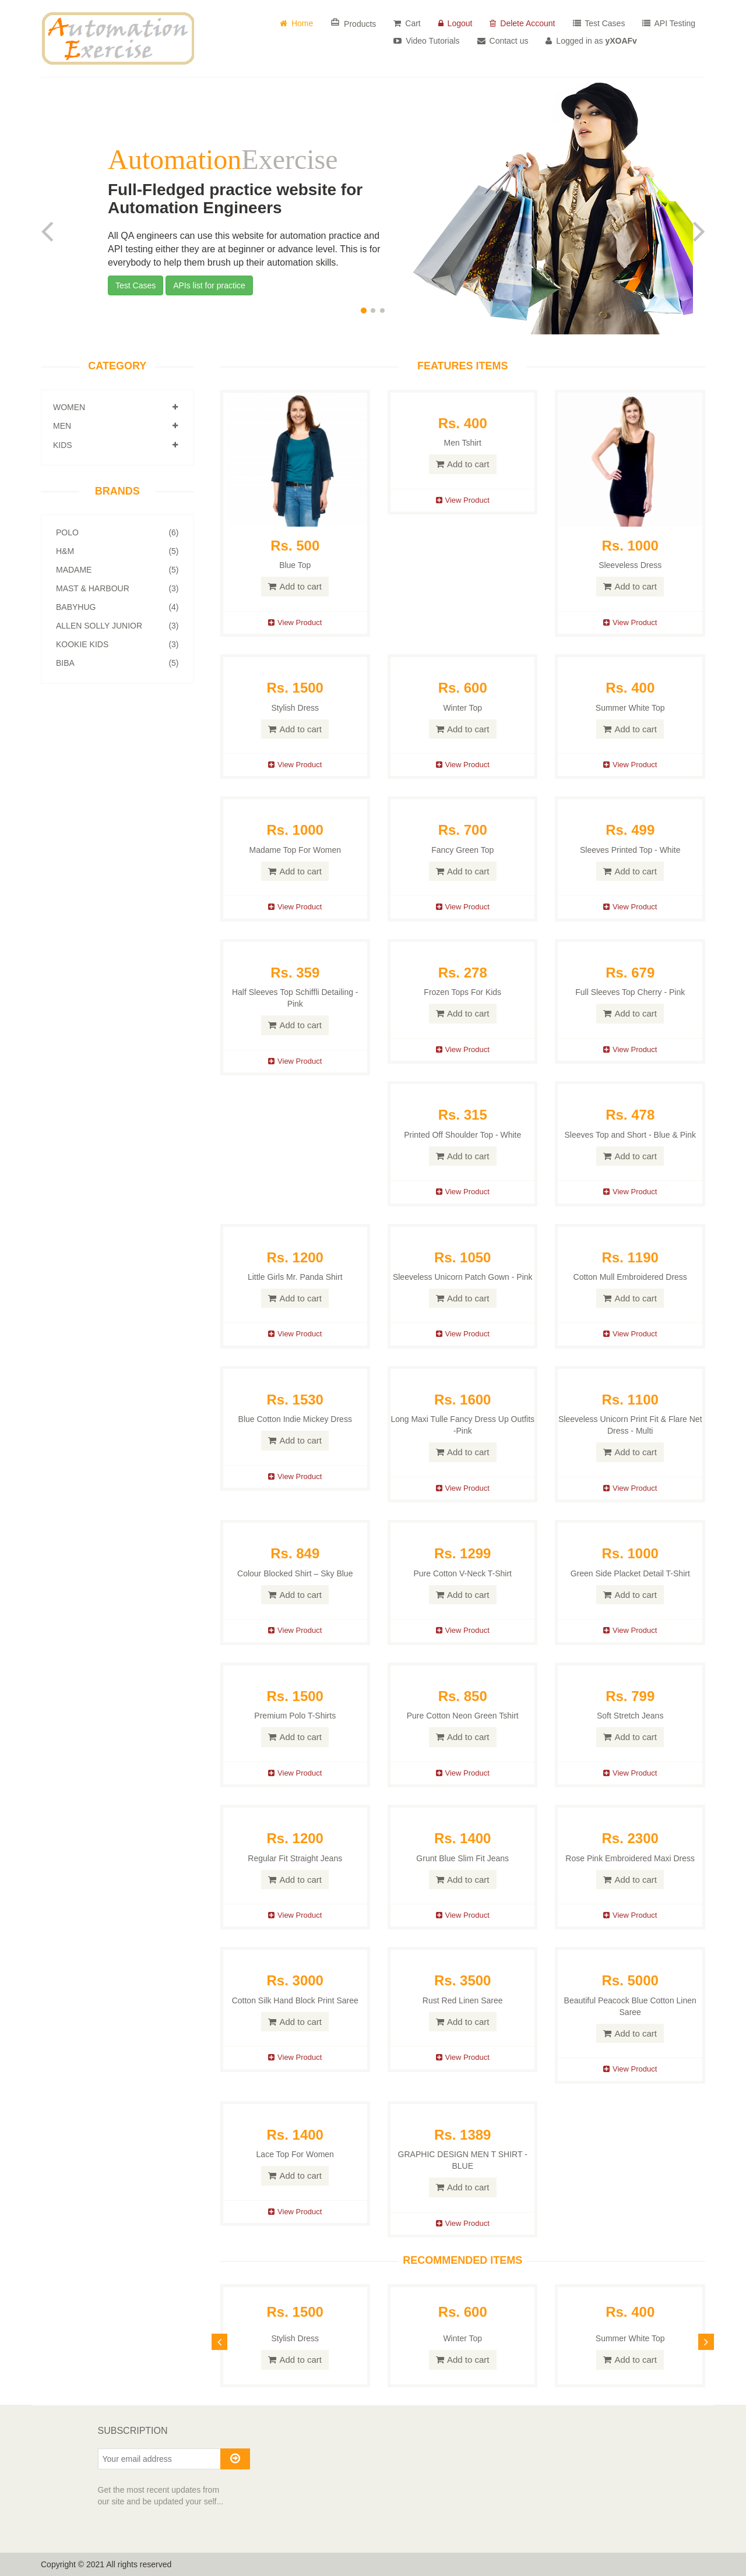 Automation
Exercise
Home Products Cart Logout Delete Account Test Cases API Testing
Video Tutorials Contact us Logged in as yXOAFv
AutomationExercise
Full-Fledged practice website for
Automation Engineers
All QA engineers can use this website for automation practice and
API testing either they are at beginner or advance level. This is for
everybody to help them brush up their automation skills.
Test Cases APIs list for practice
CATEGORY
WOMEN
MEN
KIDS
BRANDS
POLO (6)
H&M (5)
MADAME (5)
MAST & HARBOUR (3)
BABYHUG (4)
ALLEN SOLLY JUNIOR (3)
KOOKIE KIDS (3)
BIBA (5)
FEATURES ITEMS
Rs. 500
Blue Top
Add to cart
View Product
Rs. 400
Men Tshirt
Add to cart
View Product
Rs. 1000
Sleeveless Dress
Add to cart
View Product
Rs. 1500
Stylish Dress
Add to cart
View Product
Rs. 600
Winter Top
Add to cart
View Product
Rs. 400
Summer White Top
Add to cart
View Product
Rs. 1000
Madame Top For Women
Add to cart
View Product
Rs. 700
Fancy Green Top
Add to cart
View Product
Rs. 499
Sleeves Printed Top - White
Add to cart
View Product
Rs. 359
Half Sleeves Top Schiffli Detailing -
Pink
Add to cart
View Product
Rs. 278
Frozen Tops For Kids
Add to cart
View Product
Rs. 679
Full Sleeves Top Cherry - Pink
Add to cart
View Product
Rs. 315
Printed Off Shoulder Top - White
Add to cart
View Product
Rs. 478
Sleeves Top and Short - Blue & Pink
Add to cart
View Product
Rs. 1200
Little Girls Mr. Panda Shirt
Add to cart
View Product
Rs. 1050
Sleeveless Unicorn Patch Gown - Pink
Add to cart
View Product
Rs. 1190
Cotton Mull Embroidered Dress
Add to cart
View Product
Rs. 1530
Blue Cotton Indie Mickey Dress
Add to cart
View Product
Rs. 1600
Long Maxi Tulle Fancy Dress Up Outfits
-Pink
Add to cart
View Product
Rs. 1100
Sleeveless Unicorn Print Fit & Flare Net
Dress - Multi
Add to cart
View Product
Rs. 849
Colour Blocked Shirt – Sky Blue
Add to cart
View Product
Rs. 1299
Pure Cotton V-Neck T-Shirt
Add to cart
View Product
Rs. 1000
Green Side Placket Detail T-Shirt
Add to cart
View Product
Rs. 1500
Premium Polo T-Shirts
Add to cart
View Product
Rs. 850
Pure Cotton Neon Green Tshirt
Add to cart
View Product
Rs. 799
Soft Stretch Jeans
Add to cart
View Product
Rs. 1200
Regular Fit Straight Jeans
Add to cart
View Product
Rs. 1400
Grunt Blue Slim Fit Jeans
Add to cart
View Product
Rs. 2300
Rose Pink Embroidered Maxi Dress
Add to cart
View Product
Rs. 3000
Cotton Silk Hand Block Print Saree
Add to cart
View Product
Rs. 3500
Rust Red Linen Saree
Add to cart
View Product
Rs. 5000
Beautiful Peacock Blue Cotton Linen
Saree
Add to cart
View Product
Rs. 1400
Lace Top For Women
Add to cart
View Product
Rs. 1389
GRAPHIC DESIGN MEN T SHIRT -
BLUE
Add to cart
View Product
RECOMMENDED ITEMS
Rs. 1500
Stylish Dress
Add to cart
Rs. 600
Winter Top
Add to cart
Rs. 400
Summer White Top
Add to cart
SUBSCRIPTION
Your email address
Get the most recent updates from
our site and be updated your self...
Copyright © 2021 All rights reserved